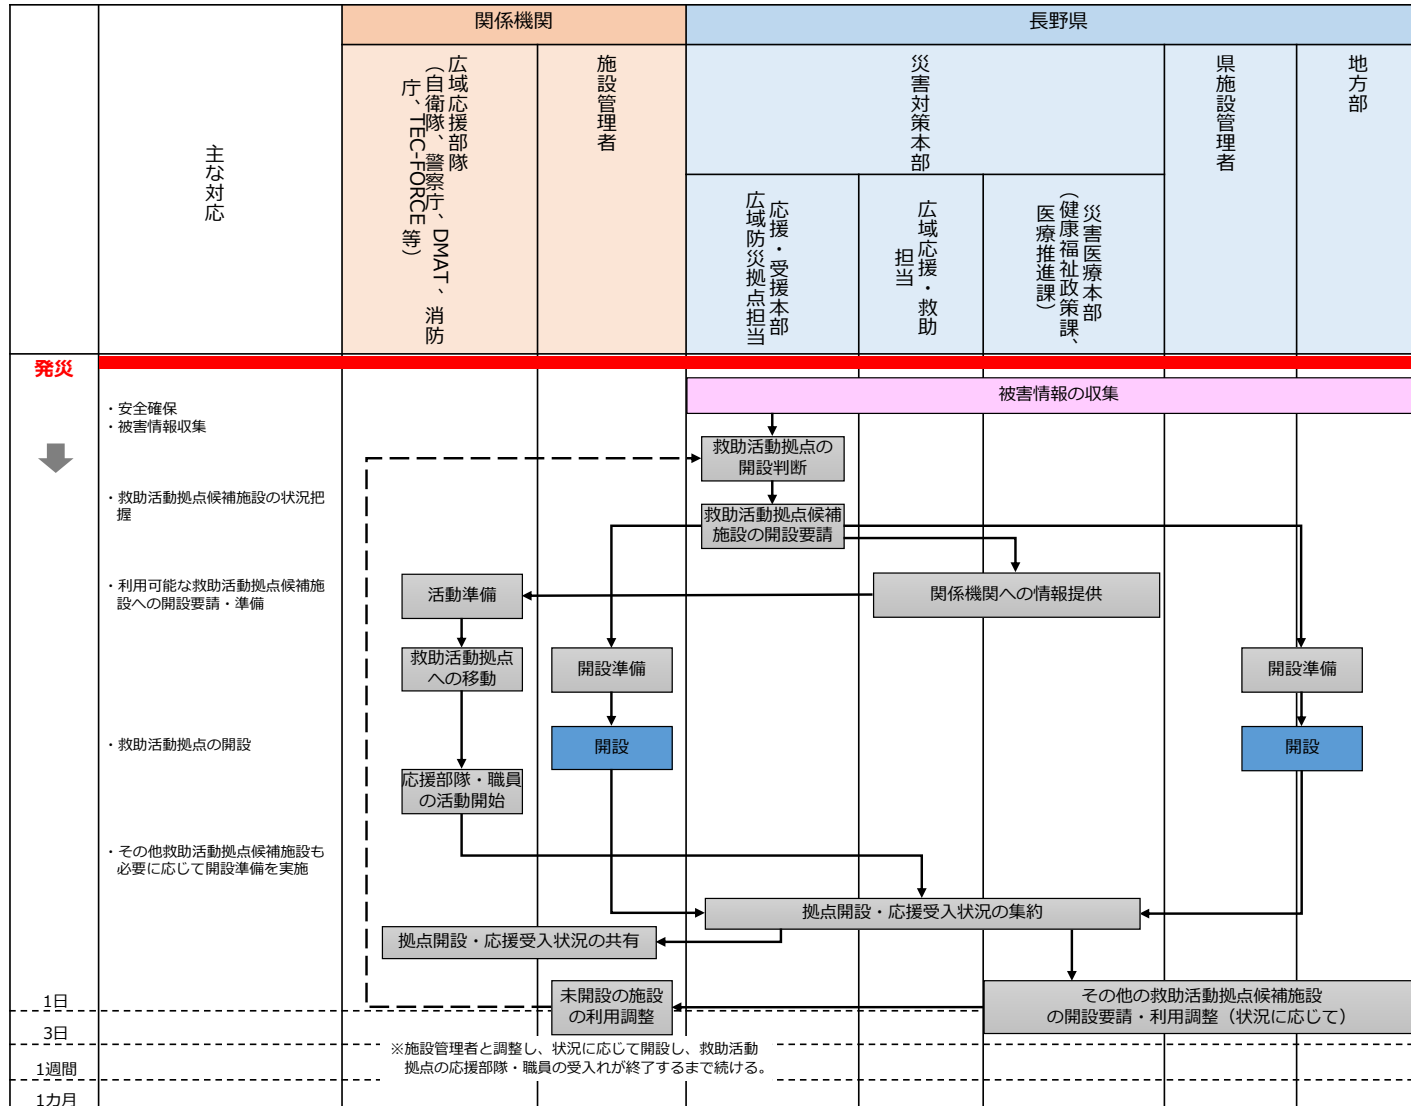 関係機関
長野県
主な対応
広域応援部隊
（自衛隊、警察庁、DMAT、消防
庁、TEC-FORCE等）
施設管理者
災害対策本部
県施設管理者
地方部
応援・受援本部
広域防災拠点担当
広域応援・救助
担当
災害医療本部
（健康福祉政策課、
医療推進課）
発災
被害情報の収集
・安全確保
・被害情報収集
救助活動拠点の
開設判断
・救助活動拠点候補施設の状況把
握
救助活動拠点候補
施設の開設要請
・利用可能な救助活動拠点候補施
設への開設要請・準備
活動準備
関係機関への情報提供
救助活動拠点
への移動
開設準備
開設準備
・救助活動拠点の開設
開設
開設
応援部隊・職員
の活動開始
・その他救助活動拠点候補施設も
必要に応じて開設準備を実施
拠点開設・応援受入状況の集約
拠点開設・応援受入状況の共有
未開設の施設
の利用調整
その他の救助活動拠点候補施設
の開設要請・利用調整（状況に応じて）
1日
3日
※施設管理者と調整し、状況に応じて開設し、救助活動
拠点の応援部隊・職員の受入れが終了するまで続ける。
1週間
1カ月